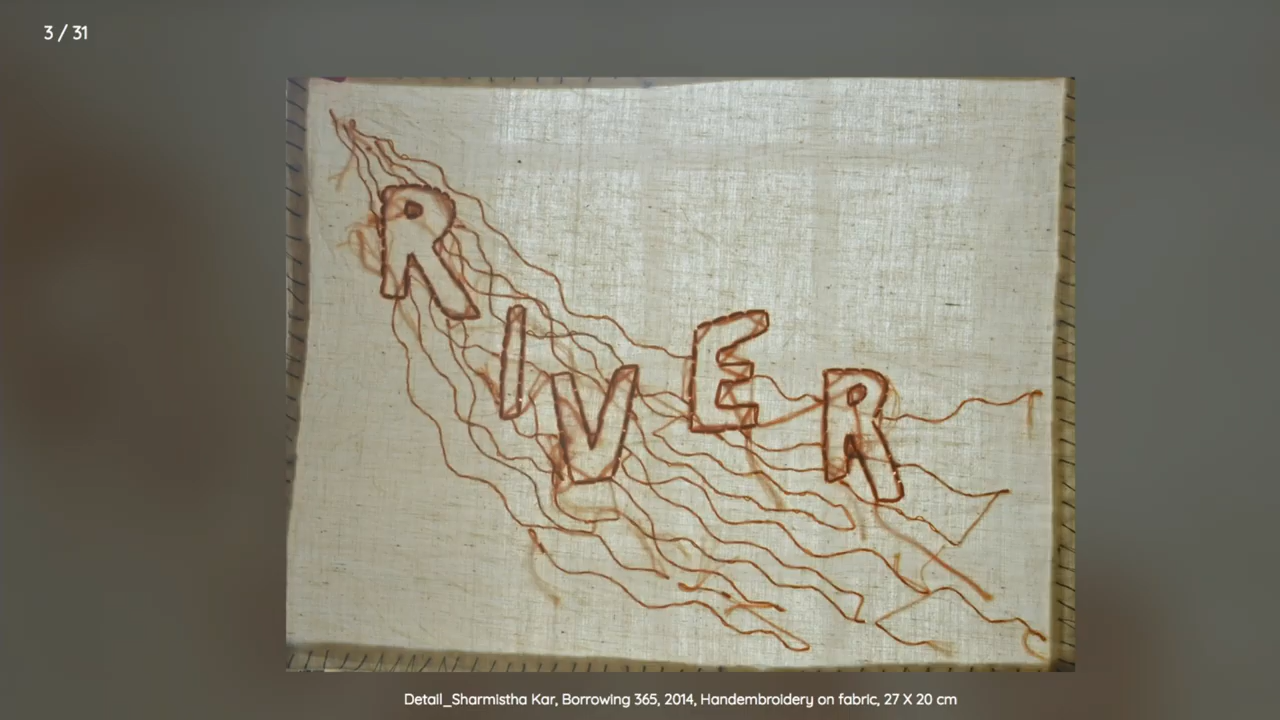 3 / 31
RIVER
Detail_Sharmistha Kar, Borrowing 365, 2014, Handembroidery on fabric, 27 X 20 cm